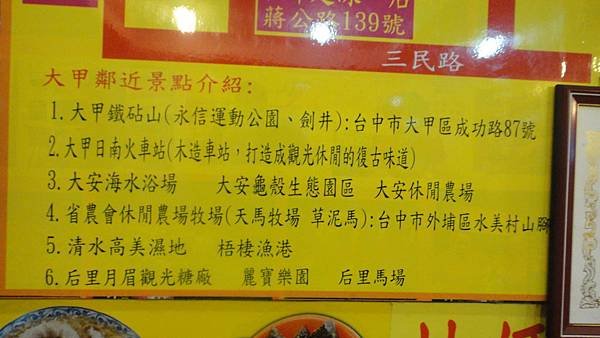 蔣公路139號
三民路
大甲鄰近景點介紹:
1.大甲鐵砧山(永信運動公園、劍井):台中市大甲區成功路87號
2.大甲日南火車站(木造車站,打造成觀光休閒的復古味道)
3.大安海水浴場 大安龜殼生態園區 大安休閒農場
4.省農會休閒農場牧場(天馬牧場 草泥馬):台中市外埔區水美村山腳
5.清水高美濕地 梧棲漁港
6.后里月眉觀光糖廠 麗寶樂園 后里馬場